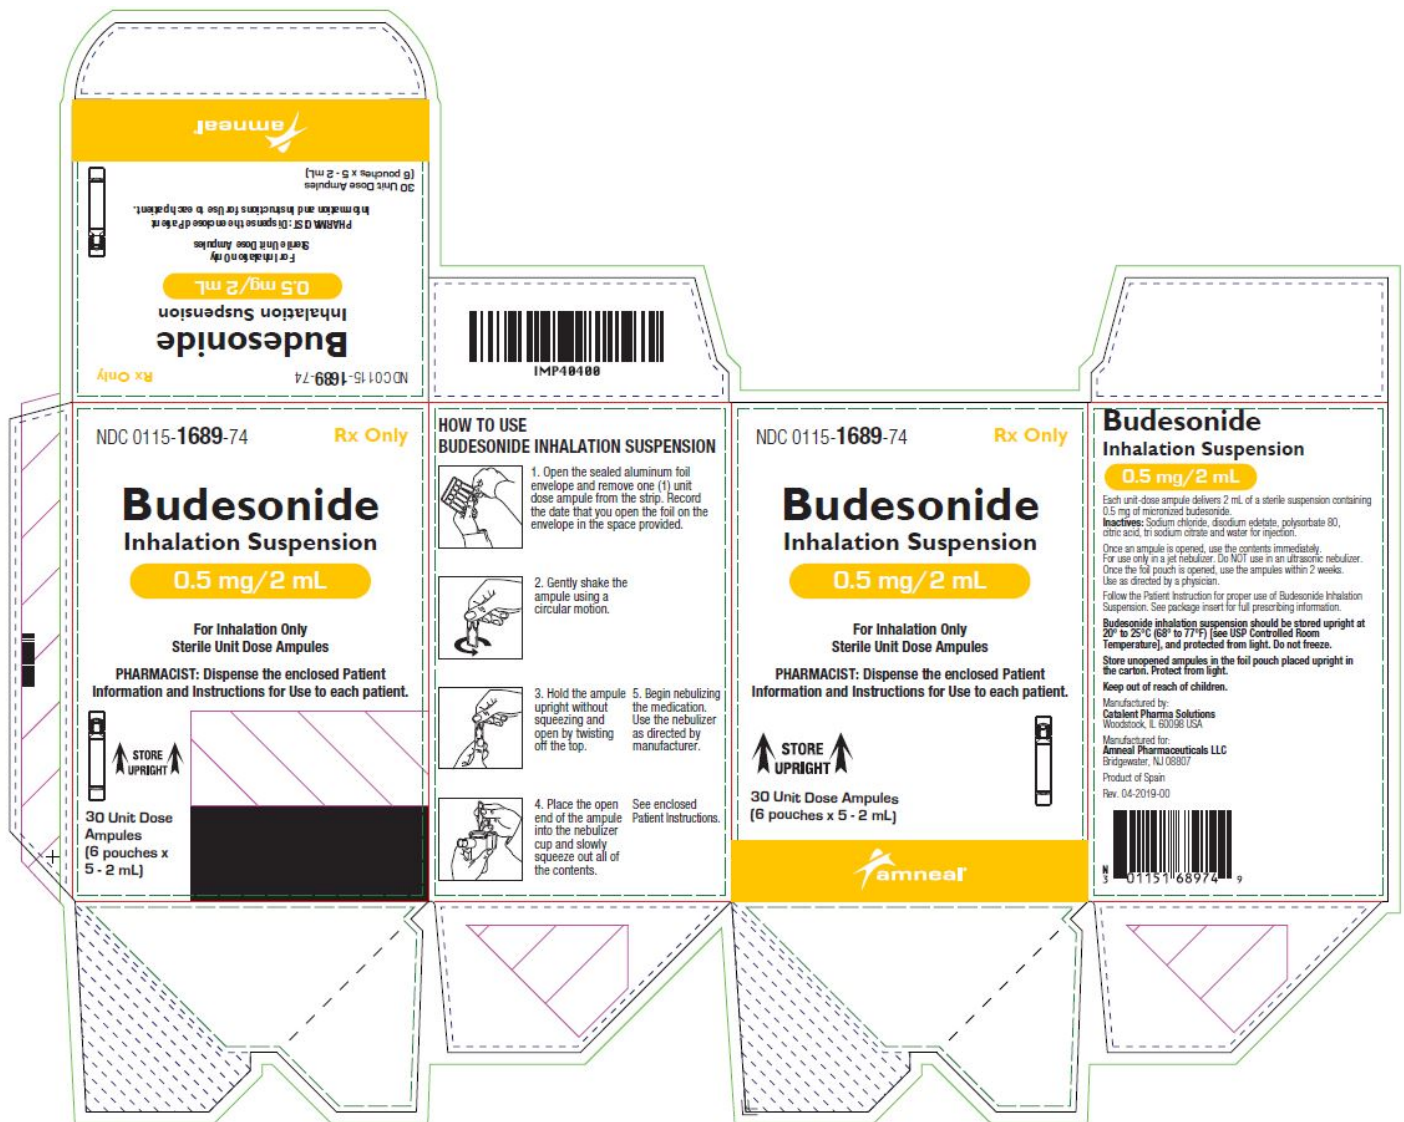 amneal
30 Unit Dose Ampules
(6 pouches x 5 - 2 mL)
PHARMACIST: Dispense the enclosed Patient
Information and Instructions for Use to each patient.
For Inhalation Only
Sterile Unit Dose Ampules
0.5 mg/2 mL
Inhalation Suspension
Budesonide
NDC 0115-1689-74
Rx Only
IMP40400
NDC 0115-1689-74
Rx Only
Budesonide
Inhalation Suspension
0.5 mg/2 mL
For Inhalation Only
Sterile Unit Dose Ampules
PHARMACIST: Dispense the enclosed Patient
Information and Instructions for Use to each patient.
STORE
UPRIGHT
30 Unit Dose
Ampules
(6 pouches x
5 - 2 mL)
HOW TO USE
BUDESONIDE INHALATION SUSPENSION
1. Open the sealed aluminum foil
envelope and remove one (1) unit
dose ampule from the strip. Record
the date that you open the foil on the
envelope in the space provided.
2. Gently shake the
ampule using a
circular motion.
3. Hold the ampule
upright without
squeezing and
open by twisting
off the top.
4. Place the open
end of the ampule
into the nebulizer
cup and slowly
squeeze out all of
the contents.
5. Begin nebulizing
the medication.
Use the nebulizer
as directed by
manufacturer.
See enclosed
Patient Instructions.
NDC 0115-1689-74
Rx Only
Budesonide
Inhalation Suspension
0.5 mg/2 mL
For Inhalation Only
Sterile Unit Dose Ampules
PHARMACIST: Dispense the enclosed Patient
Information and Instructions for Use to each patient.
STORE
UPRIGHT
30 Unit Dose Ampules
(6 pouches x 5 - 2 mL)
amneal
Budesonide
Inhalation Suspension
0.5 mg/2 mL
Each unit-dose ampule delivers 2 mL of a sterile suspension containing
0.5 mg of micronized budesonide.
Inactives: Sodium chloride, disodium edetate, polysorbate 80,
citric acid, tri sodium citrate and water for injection.
Once an ampule is opened, use the contents immediately.
For use only in a jet nebulizer. Do NOT use in an ultrasonic nebulizer.
Once the foil pouch is opened, use the ampules within 2 weeks.
Use as directed by a physician.
Follow the Patient Instruction for proper use of Budesonide Inhalation
Suspension. See package insert for full prescribing information.
Budesonide inhalation suspension should be stored upright at
20° to 25°C (68° to 77°F) [see USP Controlled Room
Temperature], and protected from light. Do not freeze.
Store unopened ampules in the foil pouch placed upright in
the carton. Protect from light.
Keep out of reach of children.
Manufactured by:
Catalent Pharma Solutions
Woodstock, IL 60098 USA
Manufactured for:
Amneal Pharmaceuticals LLC
Bridgewater, NJ 08807
Product of Spain
Rev. 04-2019-00
N
3 01151 68974 9